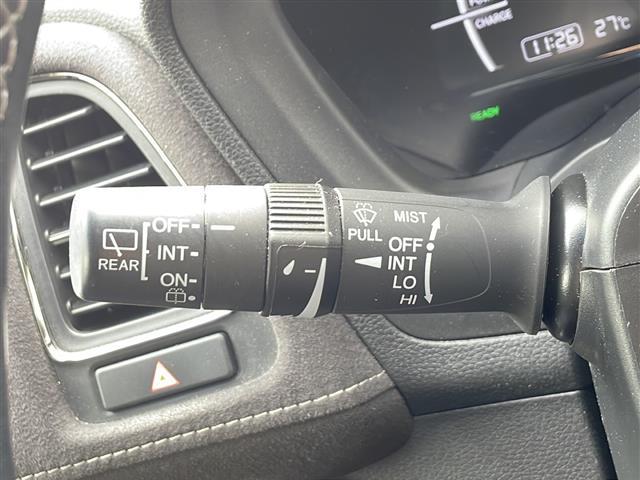 CHARGE
11:26 27℃
READY
OFF
INT
ON
REAR
MIST
PULL
OFF
INT
LO
HI